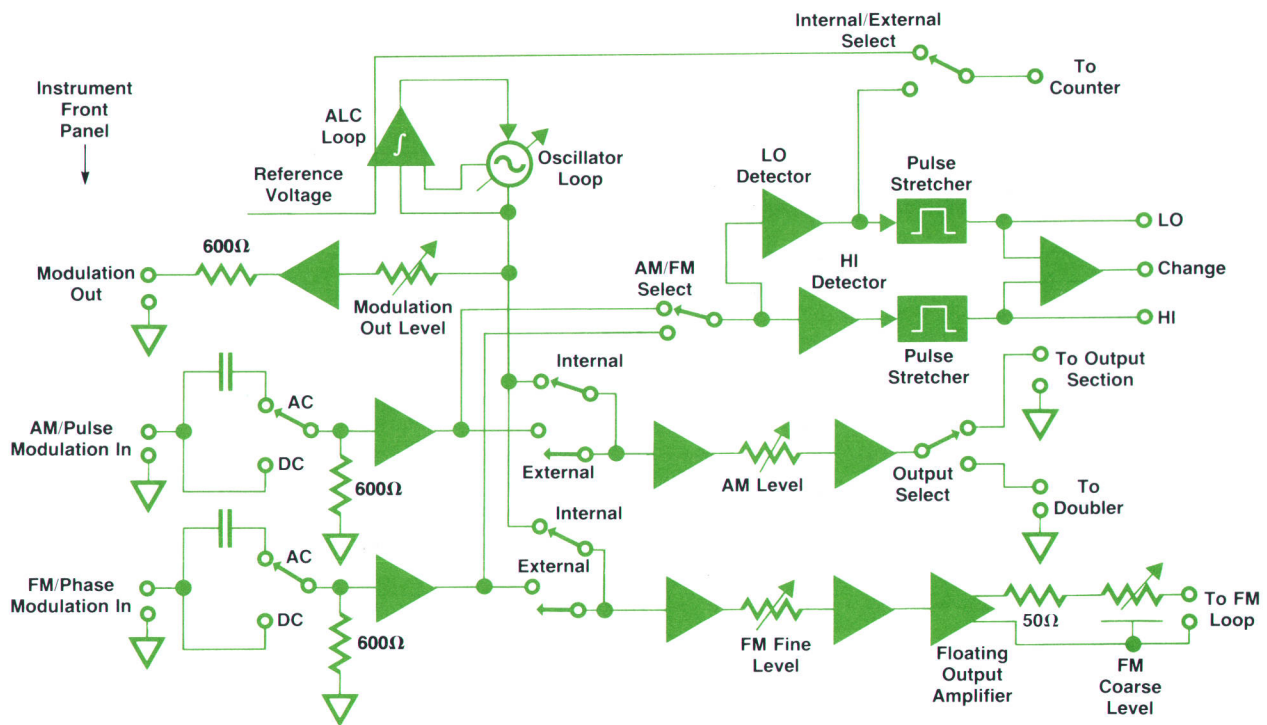 Internal/External
Select
To
Counter
Instrument
Front
Panel
ALC
Loop
∫
Oscillator
Loop
Reference
Voltage
LO
Detector
Pulse
Stretcher
LO
600Ω
Modulation
Out
Modulation
Out Level
AM/FM
Select
HI
Detector
Change
HI
Pulse
Stretcher
Internal
To Output
Section
AC
AM/Pulse
Modulation In
DC
600Ω
External
AM Level
Output
Select
To
Doubler
Internal
AC
External
FM/Phase
Modulation In
DC
600Ω
FM Fine
Level
Floating
Output
Amplifier
50Ω
FM
Coarse
Level
To FM
Loop